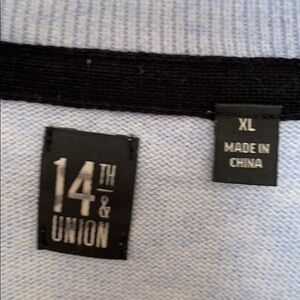 14TH
&
UNION
XL
MADE IN
CHINA